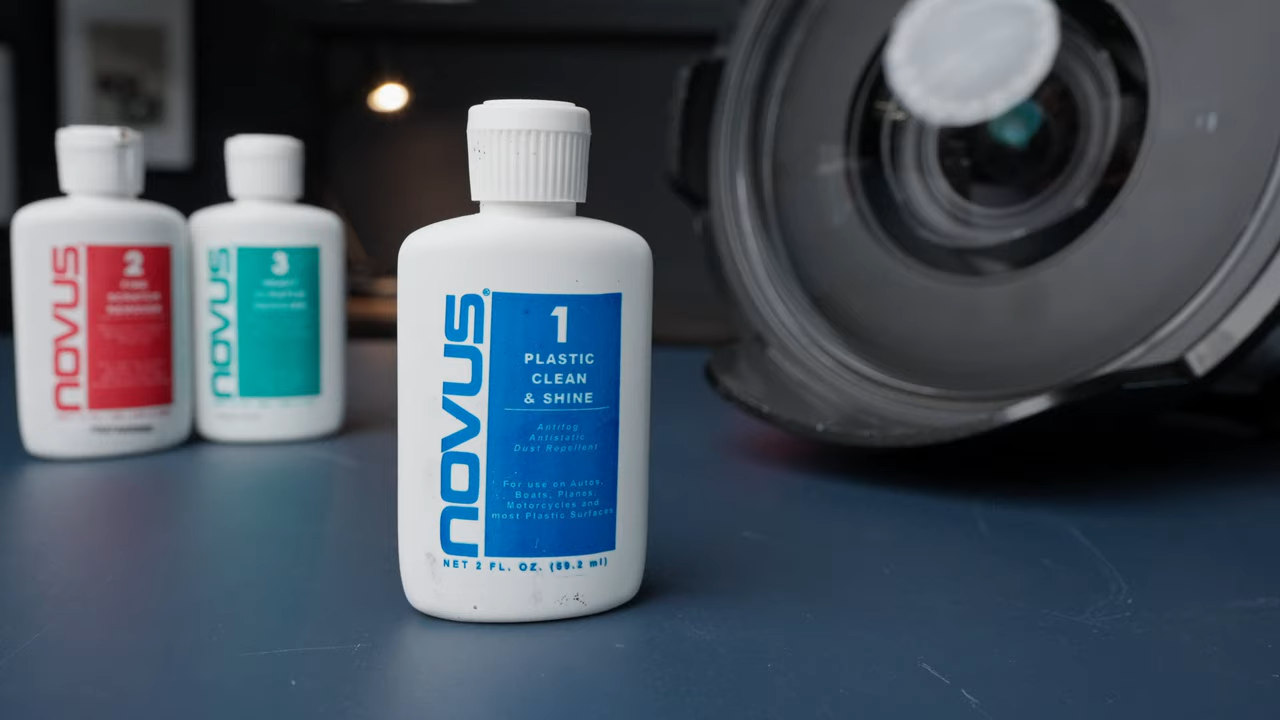 novus
2
novus
3
novus®
1
PLASTIC
CLEAN
& SHINE
Antifog
Antistatic
Dust Repellent
For use on Autos,
Boats, Planes,
Motorcycles and
most Plastic Surfaces
NET 2 FL. OZ. (59.2 ml)